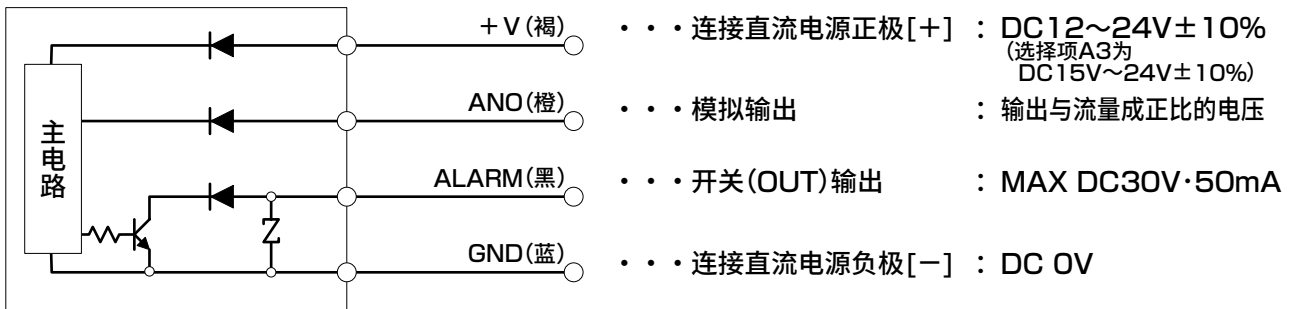 主电路
+V(褐) ・・・连接直流电源正极[+] : DC12～24V±10%
(选择项A3为
DC15V～24V±10%)
ANO(橙) ・・・模拟输出 : 输出与流量成正比的电压
ALARM(黑) ・・・开关(OUT)输出 : MAX DC30V·50mA
GND(蓝) ・・・连接直流电源负极[－] : DC 0V